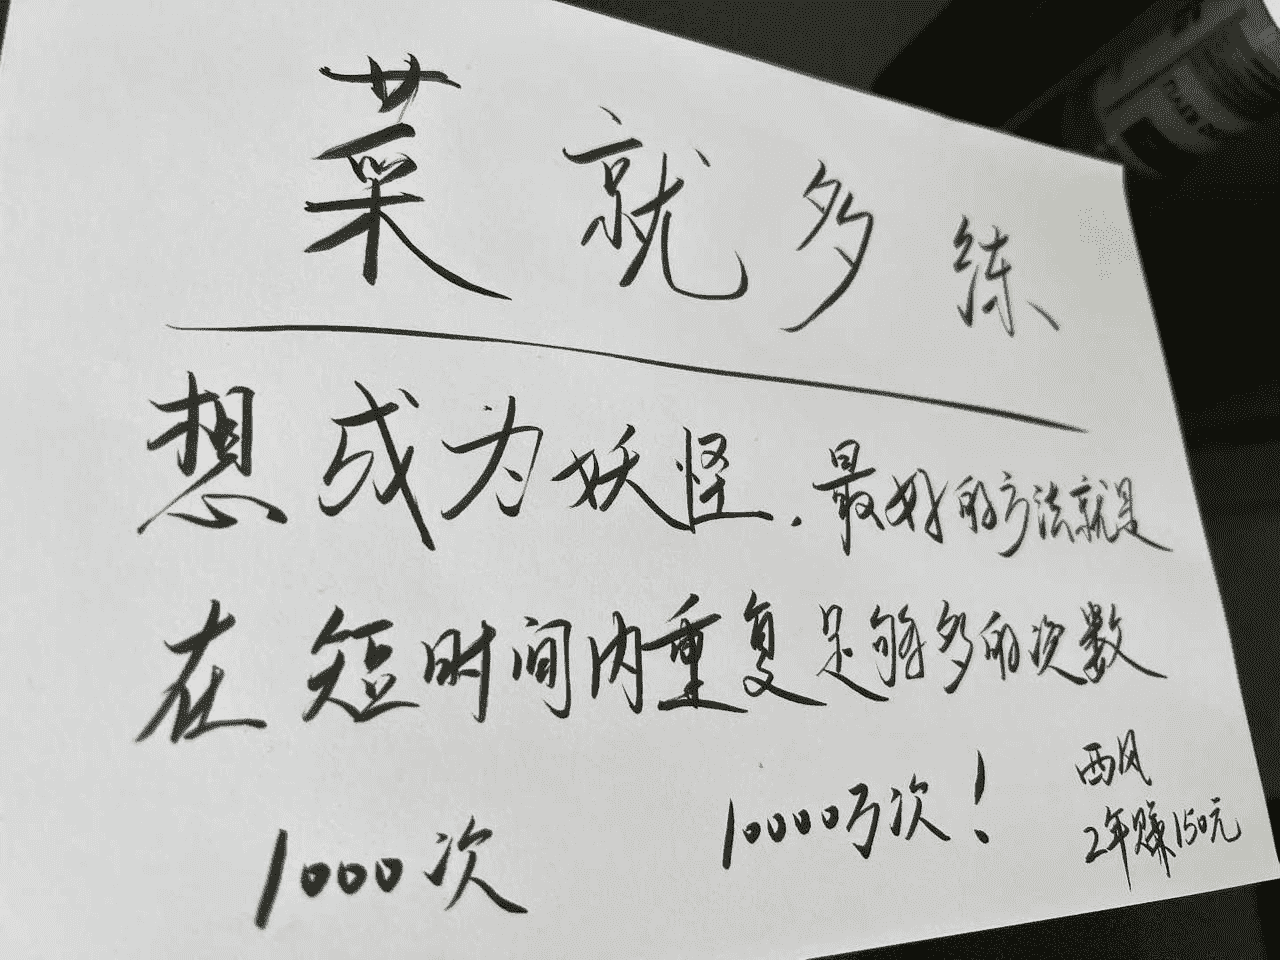 菜就多练
想成为妖怪.最好的方法就是
在短时间内重复足够多的次数
1000次 10000万次!
西风
2年赚150元